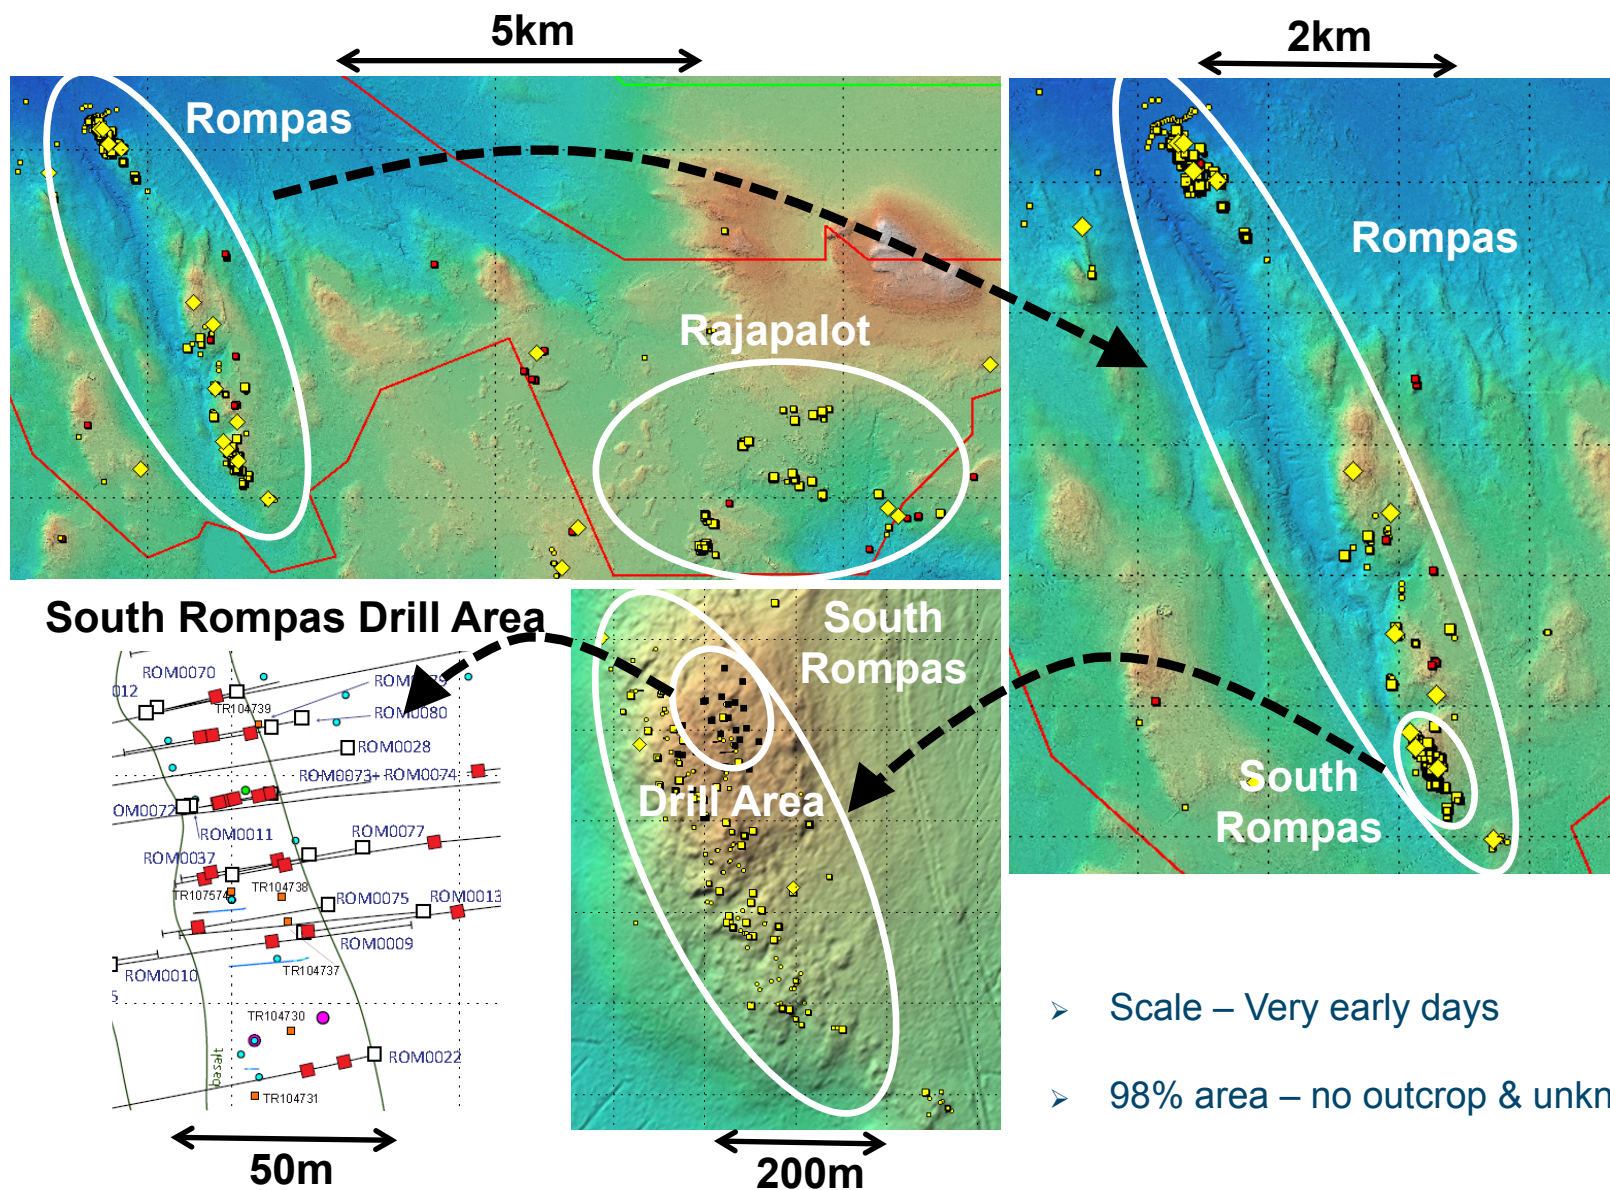 5km
2km
Rompas
Rompas
Rajapalot
South Rompas Drill Area
South
Rompas
Drill Area
South
Rompas
ROM0070
012
TR104739
ROM0080
ROM0028
ROM0073+ ROM0074
ROM0011
ROM0077
ROM0037
TR107574
TR104738
ROM0075
ROM0013
ROM0009
ROM0010
TR104737
5
TR104730
basalt
ROM0022
TR104731
50m
200m
➢ Scale – Very early days
➢ 98% area – no outcrop & unkn